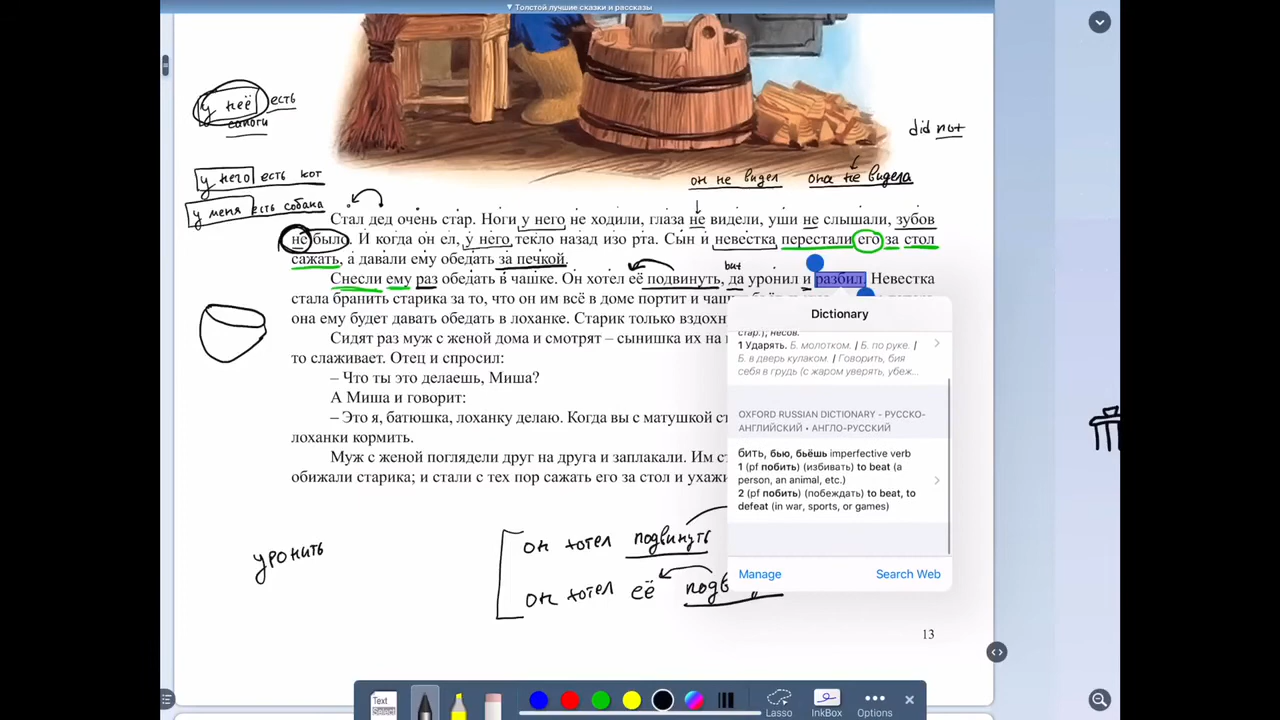 ▼ Толстой лучшие сказки и рассказы
у неё есть
сапоги
did not
у него есть кот
он не видел она не видела
у меня есть собака
Стал дед очень стар. Ноги у него не ходили, глаза не видели, уши не слышали, зубов
не было. И когда он ел, у него текло назад изо рта. Сын и невестка перестали его за стол
сажать, а давали ему обедать за печкой.
but
Снесли ему раз обедать в чашке. Он хотел её подвинуть, да уронил и разбил. Невестка
стала бранить старика за то, что он им всё в доме портит и чаш
она ему будет давать обедать в лоханке. Старик только вздохн
Сидят раз муж с женой дома и смотрят – сынишка их на
то слаживает. Отец и спросил:
– Что ты это делаешь, Миша?
А Миша и говорит:
– Это я, батюшка, лоханку делаю. Когда вы с матушкой ст
лоханки кормить.
Муж с женой поглядели друг на друга и заплакали. Им ст
обижали старика; и стали с тех пор сажать его за стол и ухажи
Dictionary
стар.), несов.
1 Ударять. Б. молотком. | Б. по руке. |
Б. в дверь кулаком. | Говорить, бия
себя в грудь (с жаром уверять, убеж...
OXFORD RUSSIAN DICTIONARY - РУССКО-
АНГЛИЙСКИЙ • АНГЛО-РУССКИЙ
бить, бью, бьёшь imperfective verb
1 (pf побить) (избивать) to beat (a
person, an animal, etc.)
2 (pf побить) (побеждать) to beat, to
defeat (in war, sports, or games)
Manage Search Web
уронить
он хотел подвинуть
он хотел её
13
Text
Lasso InkBox Options